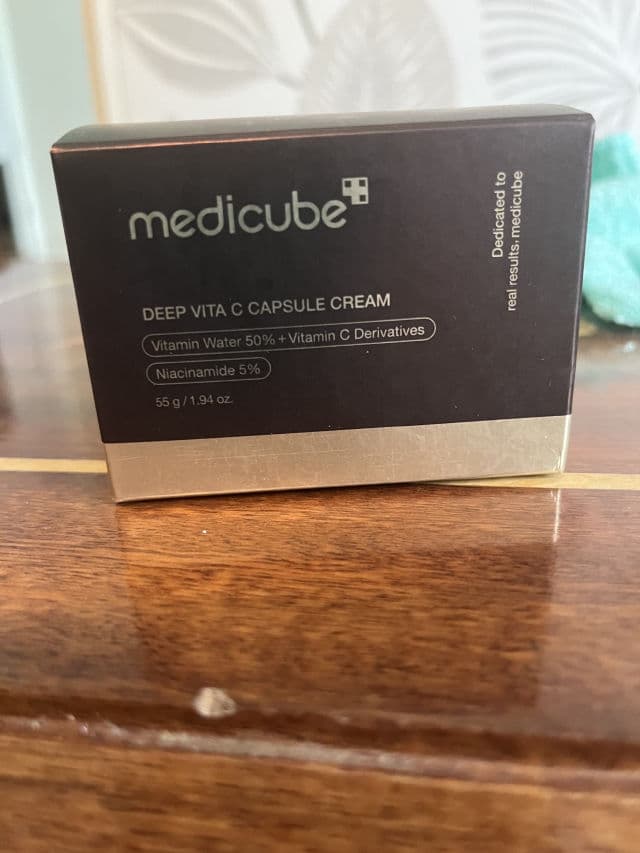 medicube
DEEP VITA C CAPSULE CREAM
Vitamin Water 50% + Vitamin C Derivatives
Niacinamide 5%
55 g / 1.94 oz.
Dedicated to
real results, medicube